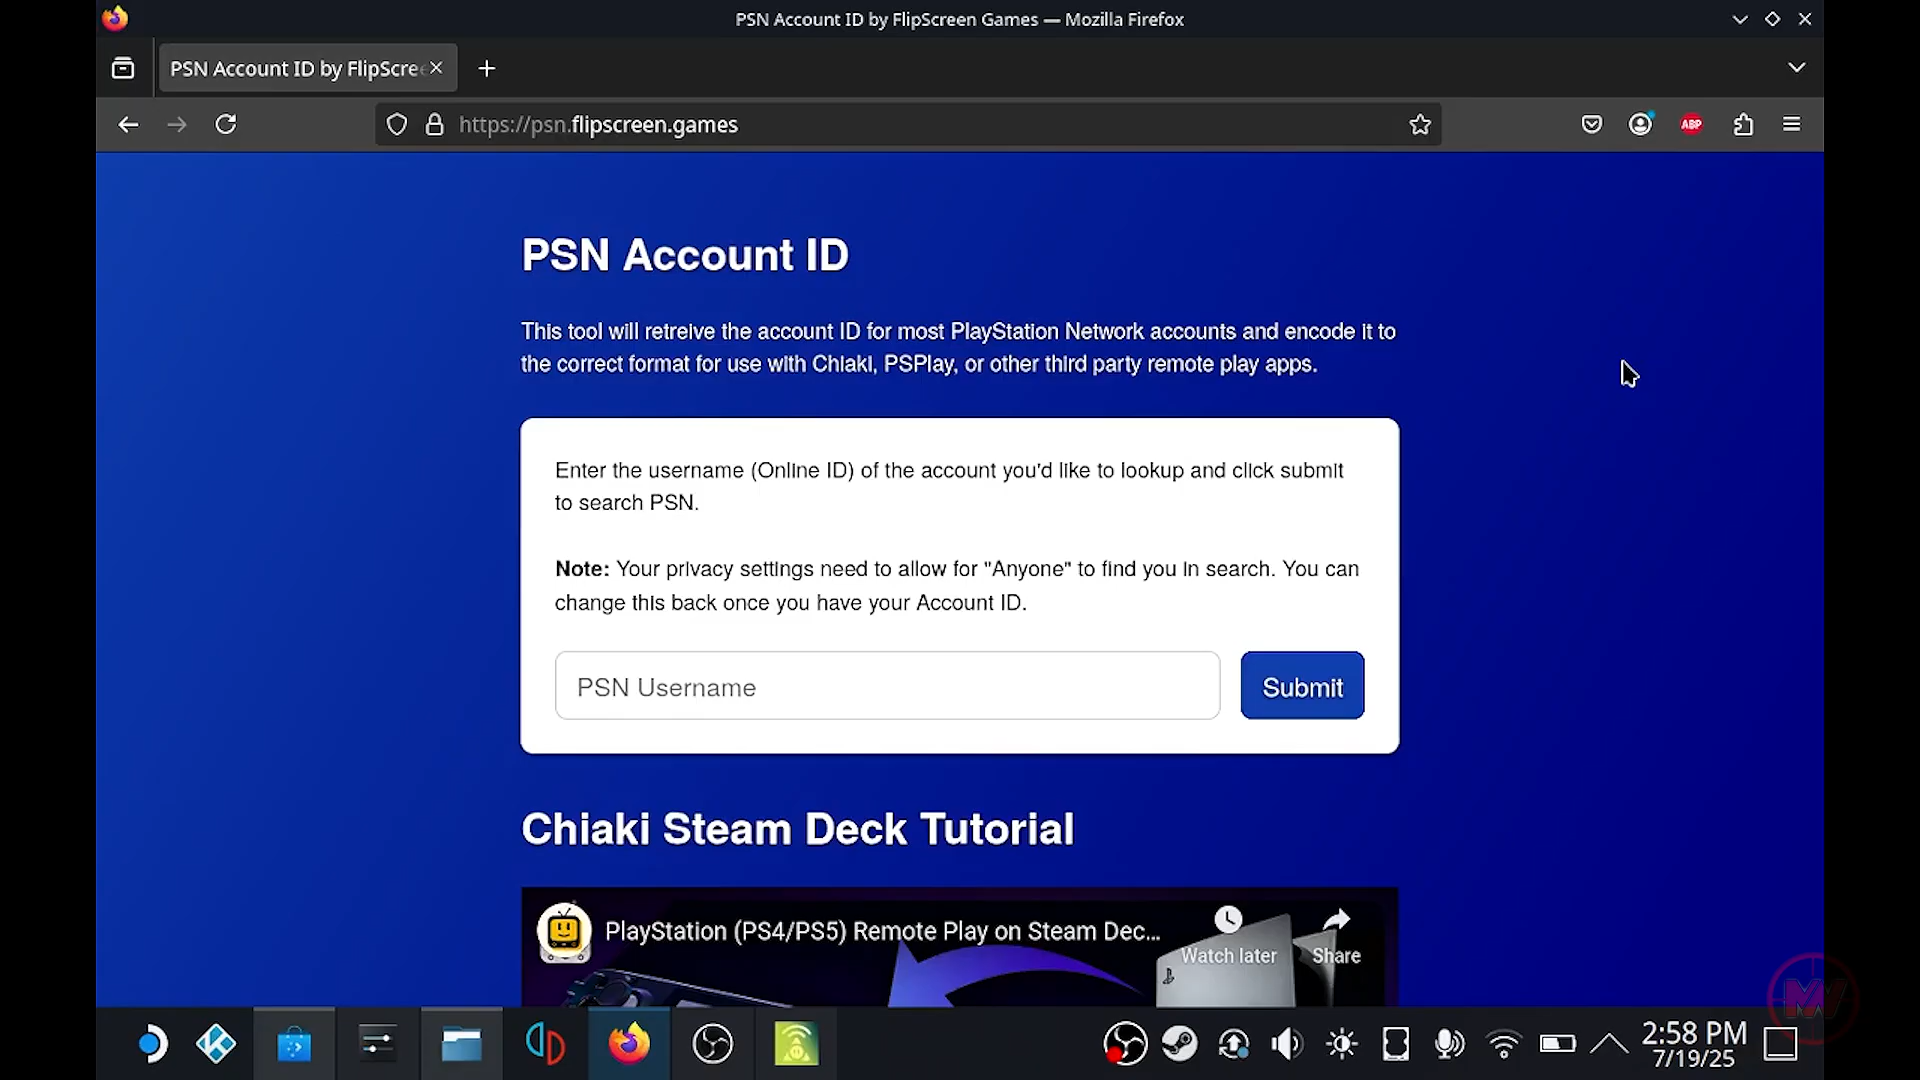 PSN Account ID by FlipScreen Games — Mozilla Firefox
PSN Account ID by FlipScree
https://psn.flipscreen.games
ABP
PSN Account ID
This tool will retreive the account ID for most PlayStation Network accounts and encode it to
the correct format for use with Chiaki, PSPlay, or other third party remote play apps.
Enter the username (Online ID) of the account you'd like to lookup and click submit
to search PSN.
Note: Your privacy settings need to allow for "Anyone" to find you in search. You can
change this back once you have your Account ID.
PSN Username
Submit
Chiaki Steam Deck Tutorial
PlayStation (PS4/PS5) Remote Play on Steam Dec...
Watch later
Share
MV
2:58 PM
7/19/25